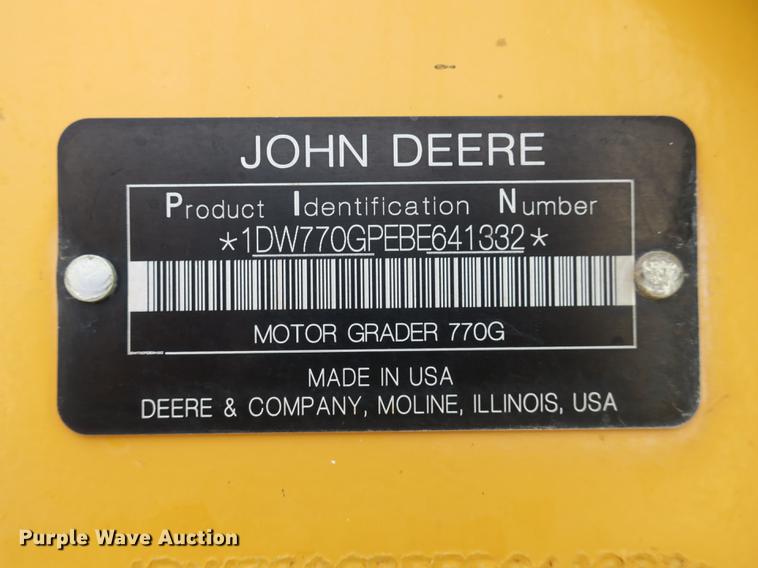 JOHN DEERE
Product Identification Number
*1DW770GPEBE641332*
MOTOR GRADER 770G
MADE IN USA
DEERE & COMPANY, MOLINE, ILLINOIS, USA
Purple Wave Auction